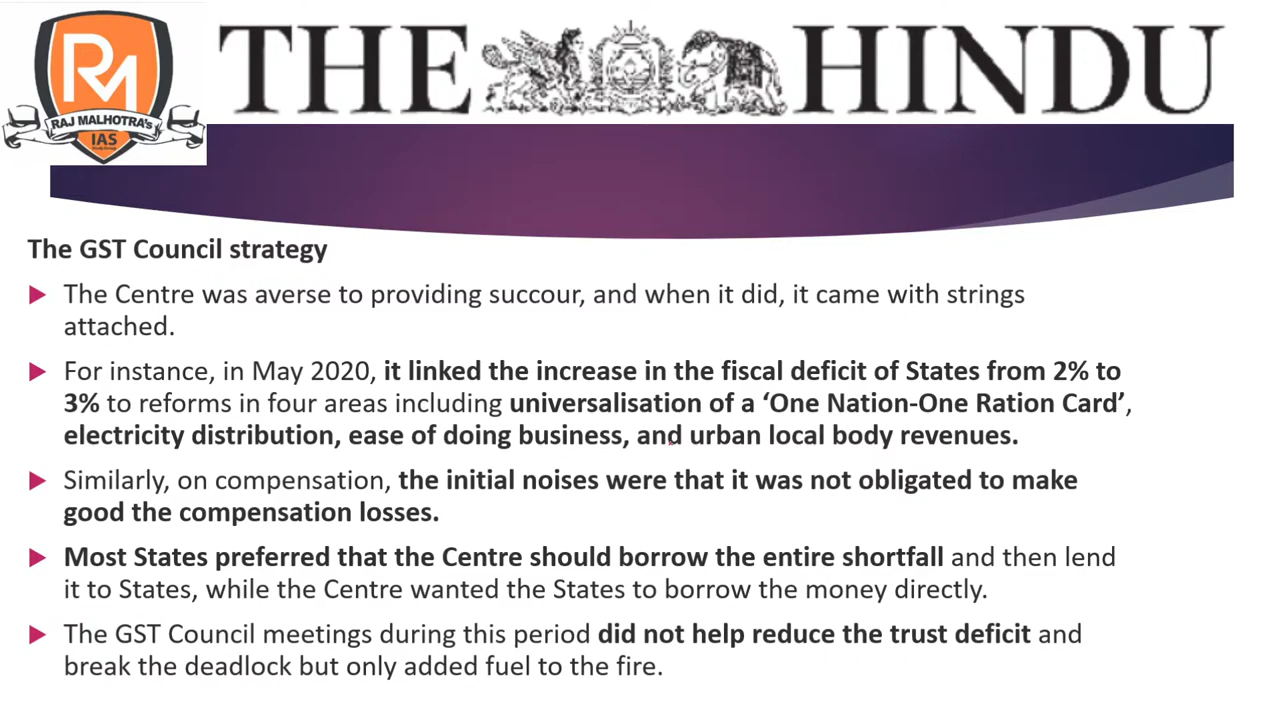 RM
RAJ MALHOTRA's
IAS
THE HINDU
The GST Council strategy
The Centre was averse to providing succour, and when it did, it came with strings
attached.
For instance, in May 2020, it linked the increase in the fiscal deficit of States from 2% to
3% to reforms in four areas including universalisation of a ‘One Nation-One Ration Card’,
electricity distribution, ease of doing business, and urban local body revenues.
Similarly, on compensation, the initial noises were that it was not obligated to make
good the compensation losses.
Most States preferred that the Centre should borrow the entire shortfall and then lend
it to States, while the Centre wanted the States to borrow the money directly.
The GST Council meetings during this period did not help reduce the trust deficit and
break the deadlock but only added fuel to the fire.